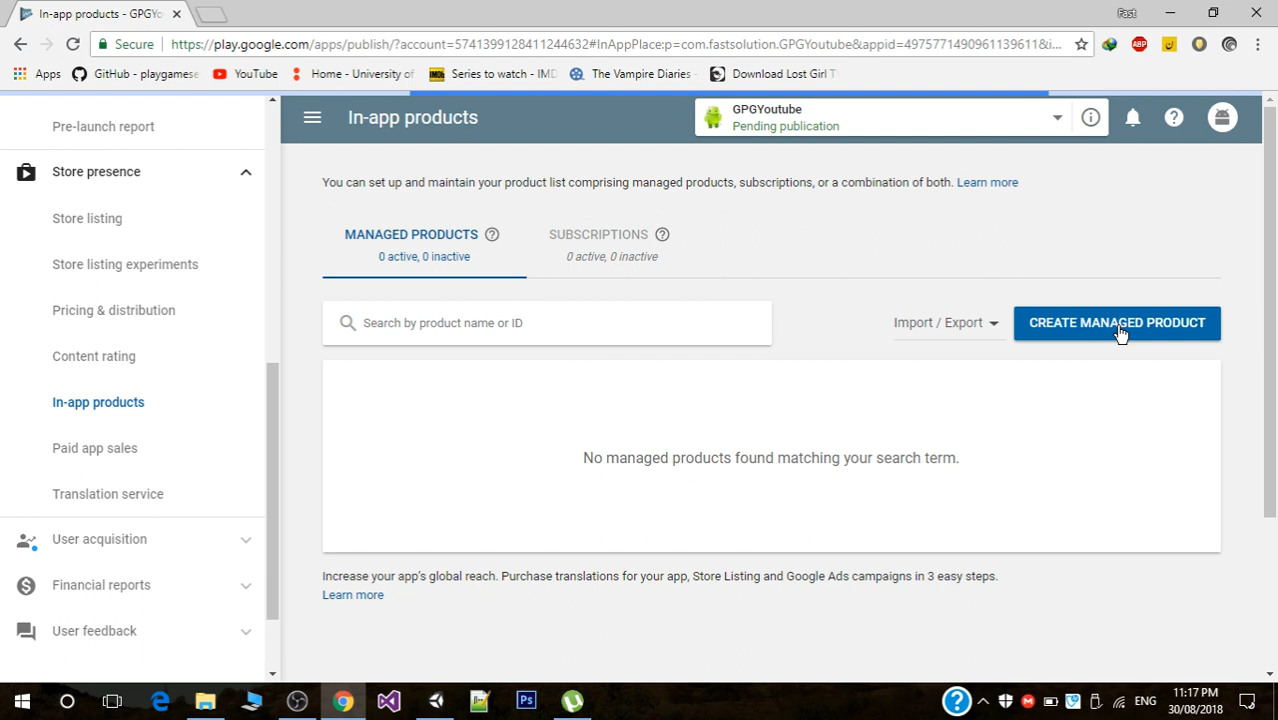 In-app products - GPGYo
Fast
Secure
https://play.google.com/apps/publish/?account=5741399128411244632#InAppPlace:p=com.fastsolution.GPGYoutube&appid=4975771490961139611&i...
Apps
GitHub - playgamese
YouTube
Home - University of
IMDb
Series to watch - IMD
The Vampire Diaries -
Download Lost Girl T
Pre-launch report
Store presence
Store listing
Store listing experiments
Pricing & distribution
Content rating
In-app products
Paid app sales
Translation service
User acquisition
Financial reports
User feedback
In-app products
GPGYoutube
Pending publication
You can set up and maintain your product list comprising managed products, subscriptions, or a combination of both. Learn more
MANAGED PRODUCTS
0 active, 0 inactive
SUBSCRIPTIONS
0 active, 0 inactive
Search by product name or ID
Import / Export
CREATE MANAGED PRODUCT
No managed products found matching your search term.
Increase your app's global reach. Purchase translations for your app, Store Listing and Google Ads campaigns in 3 easy steps.
Learn more
Ps
ENG
11:17 PM
30/08/2018